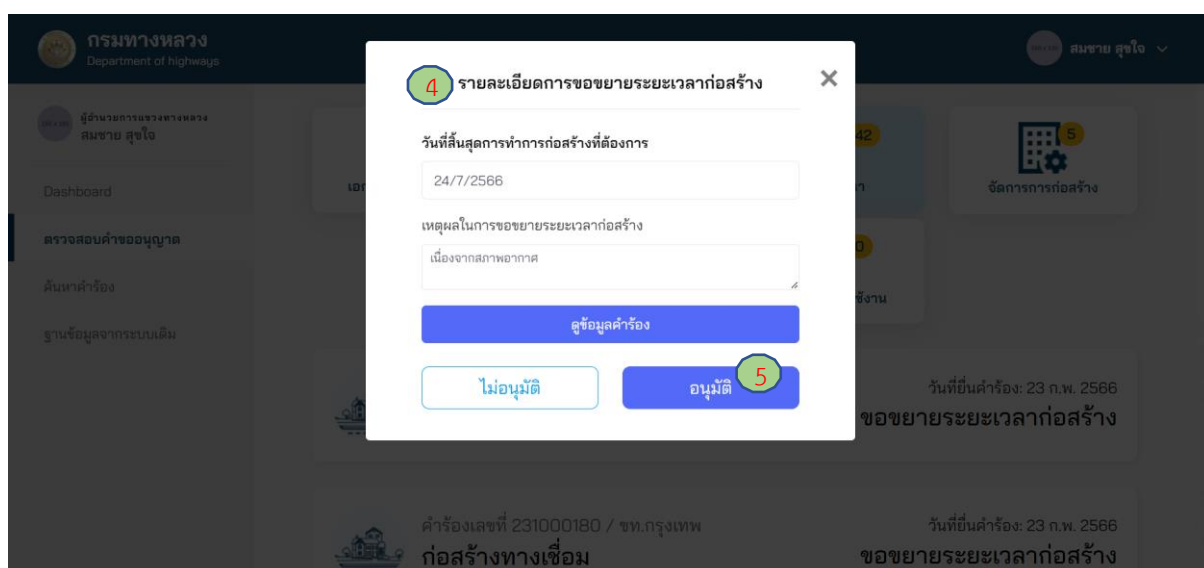 กรมทางหลวง
Department of highways
สมชาย สุขใจ
ผู้อำนวยการแขวงทางหลวง
สมชาย สุขใจ
Dashboard
ตรวจสอบคำขออนุญาต
ค้นหาคำร้อง
ฐานข้อมูลจากระบบเดิม
4 รายละเอียดการขอขยายระยะเวลาก่อสร้าง ×
วันที่สิ้นสุดการทำการก่อสร้างที่ต้องการ
24/7/2566
เหตุผลในการขอขยายระยะเวลาก่อสร้าง
เนื่องจากสภาพอากาศ
ดูข้อมูลคำร้อง
ไม่อนุมัติ
อนุมัติ 5
42
5
จัดการการก่อสร้าง
0
วันที่ยื่นคำร้อง: 23 ก.พ. 2566
ขอขยายระยะเวลาก่อสร้าง
คำร้องเลขที่ 231000180 / ขท.กรุงเทพ
ก่อสร้างทางเชื่อม
วันที่ยื่นคำร้อง: 23 ก.พ. 2566
ขอขยายระยะเวลาก่อสร้าง